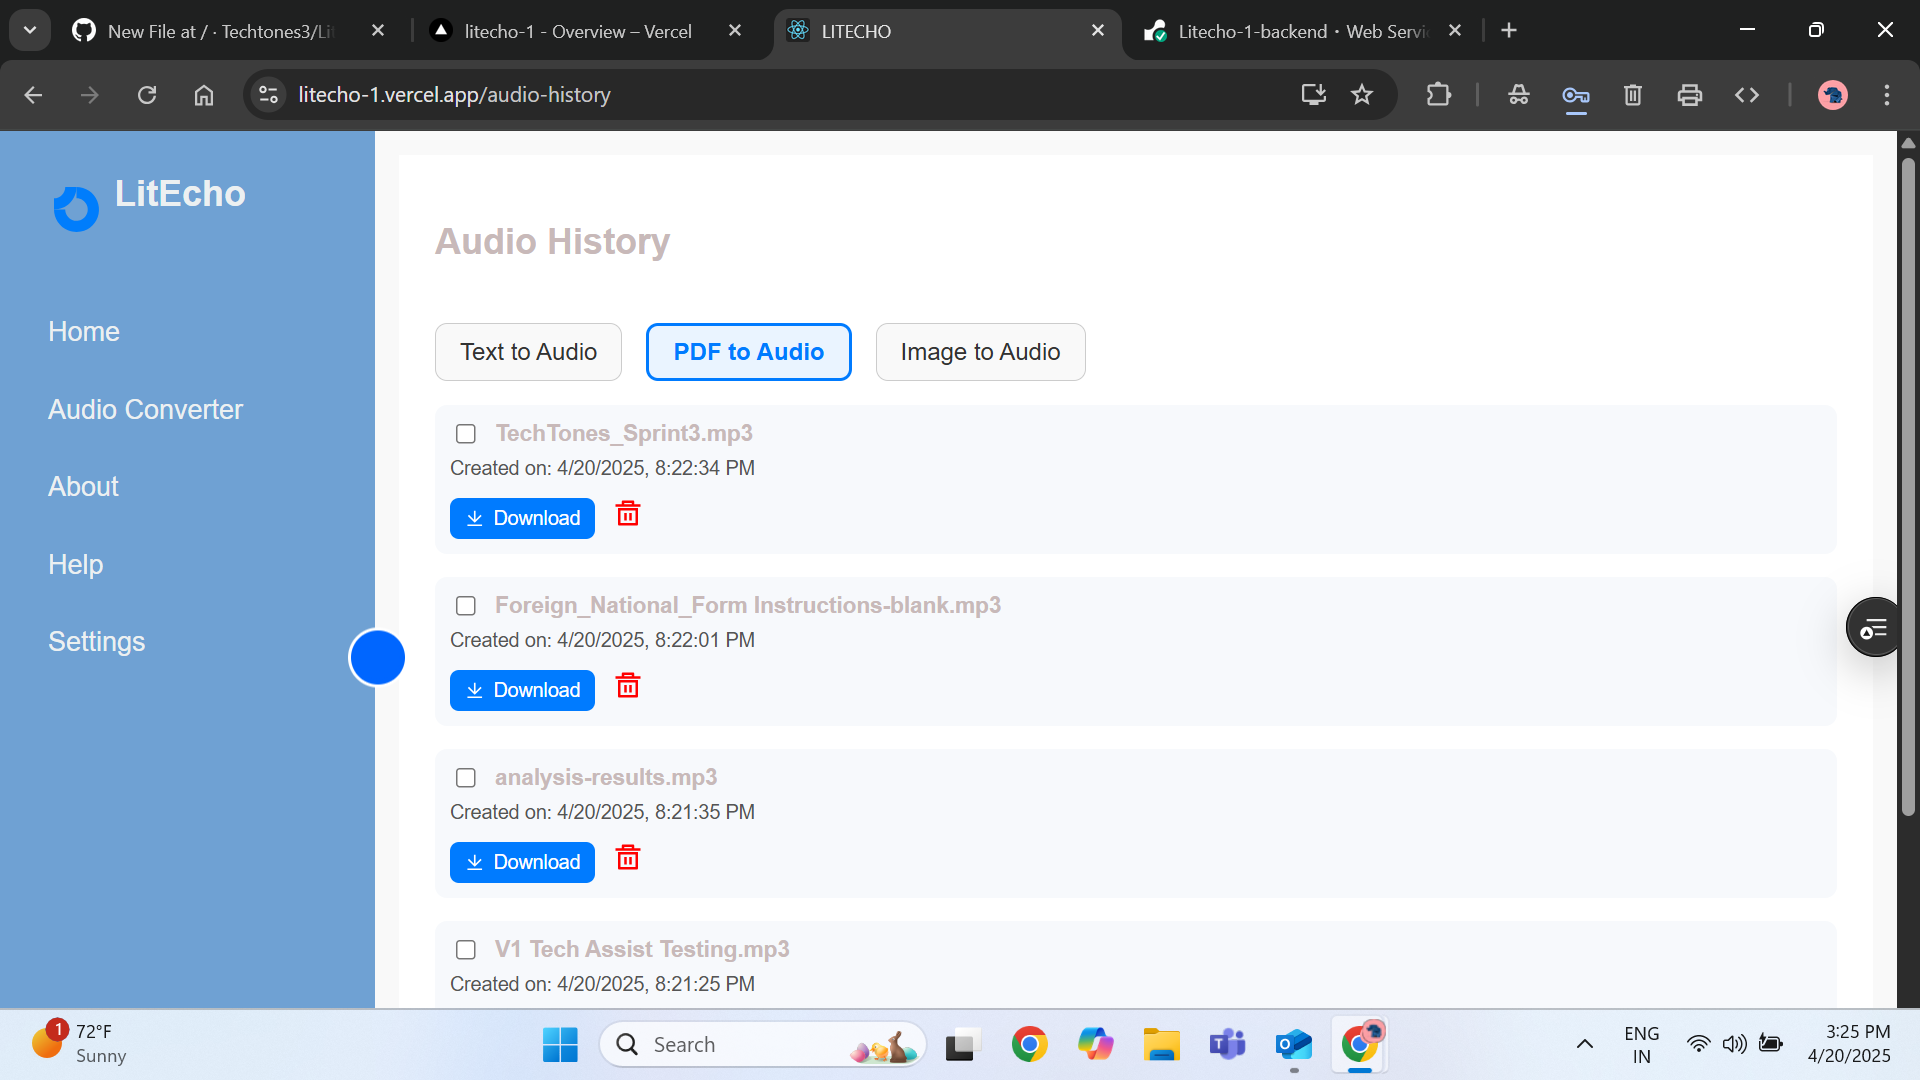 New File at / · Techtones3/Lit
litecho-1 - Overview – Vercel
LITECHO
Litecho-1-backend · Web Servi
litecho-1.vercel.app/audio-history
LitEcho
Home
Audio Converter
About
Help
Settings
Audio History
Text to Audio
PDF to Audio
Image to Audio
TechTones_Sprint3.mp3
Created on: 4/20/2025, 8:22:34 PM
Download
Foreign_National_Form Instructions-blank.mp3
Created on: 4/20/2025, 8:22:01 PM
Download
analysis-results.mp3
Created on: 4/20/2025, 8:21:35 PM
Download
V1 Tech Assist Testing.mp3
Created on: 4/20/2025, 8:21:25 PM
1
72°F
Sunny
Search
ENG
IN
3:25 PM
4/20/2025